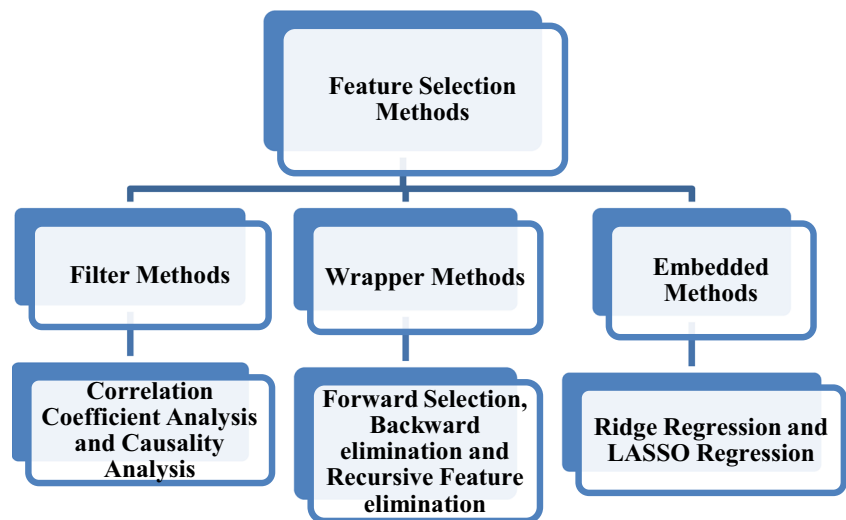 Feature Selection
Methods
Filter Methods
Wrapper Methods
Embedded
Methods
Correlation
Coefficient Analysis
and Causality
Analysis
Forward Selection,
Backward
elimination and
Recursive Feature
elimination
Ridge Regression and
LASSO Regression